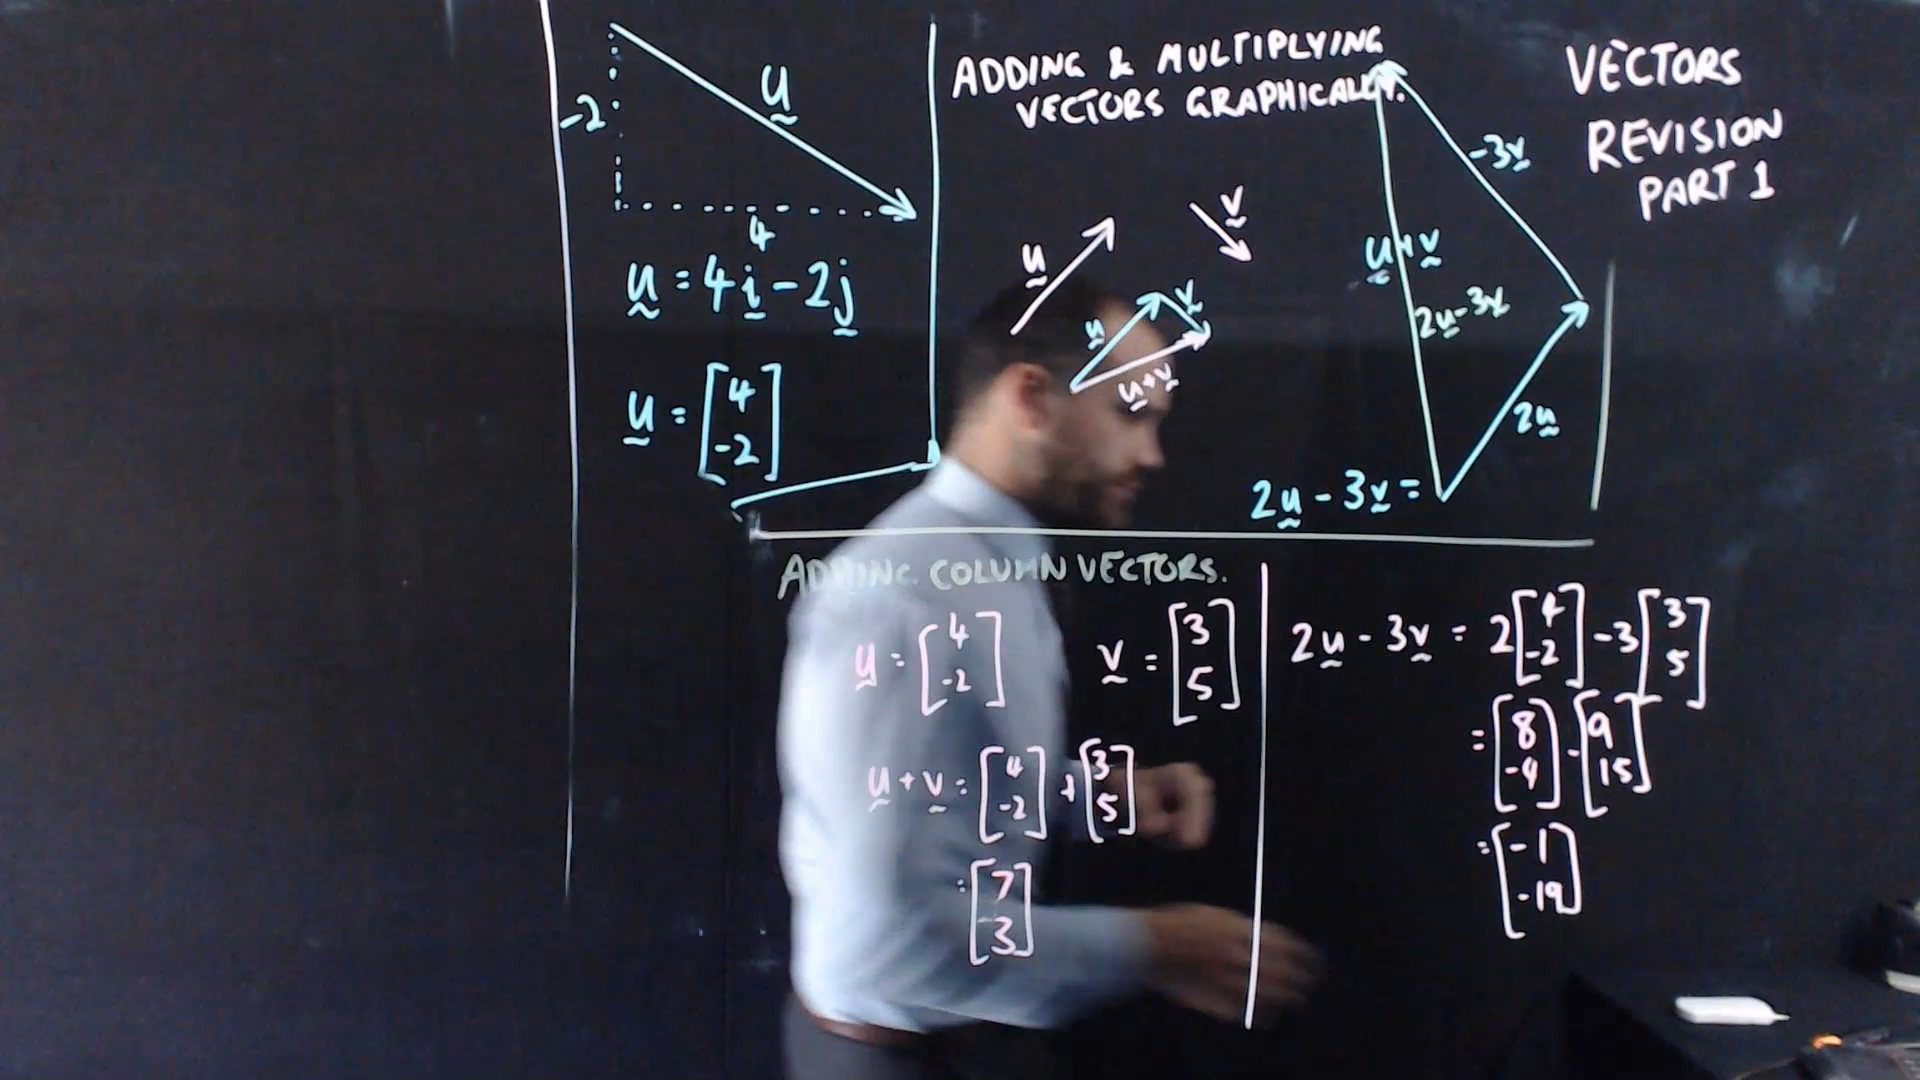 VECTORS
REVISION
PART 1
u
-2
4
u = 4i - 2j
u = [4 -2]
ADDING & MULTIPLYING
VECTORS GRAPHICALLY.
u
v
u
v
u+v
-3v
u+v
2u-3v
2u
2u - 3v =
ADDING COLUMN VECTORS.
u = [4 -2] v = [3 5]
u + v = [4 -2] + [3 5]
= [7 3]
2u - 3v = 2[4 -2] - 3[3 5]
= [8 -4] - [9 15]
= [-1 -19]